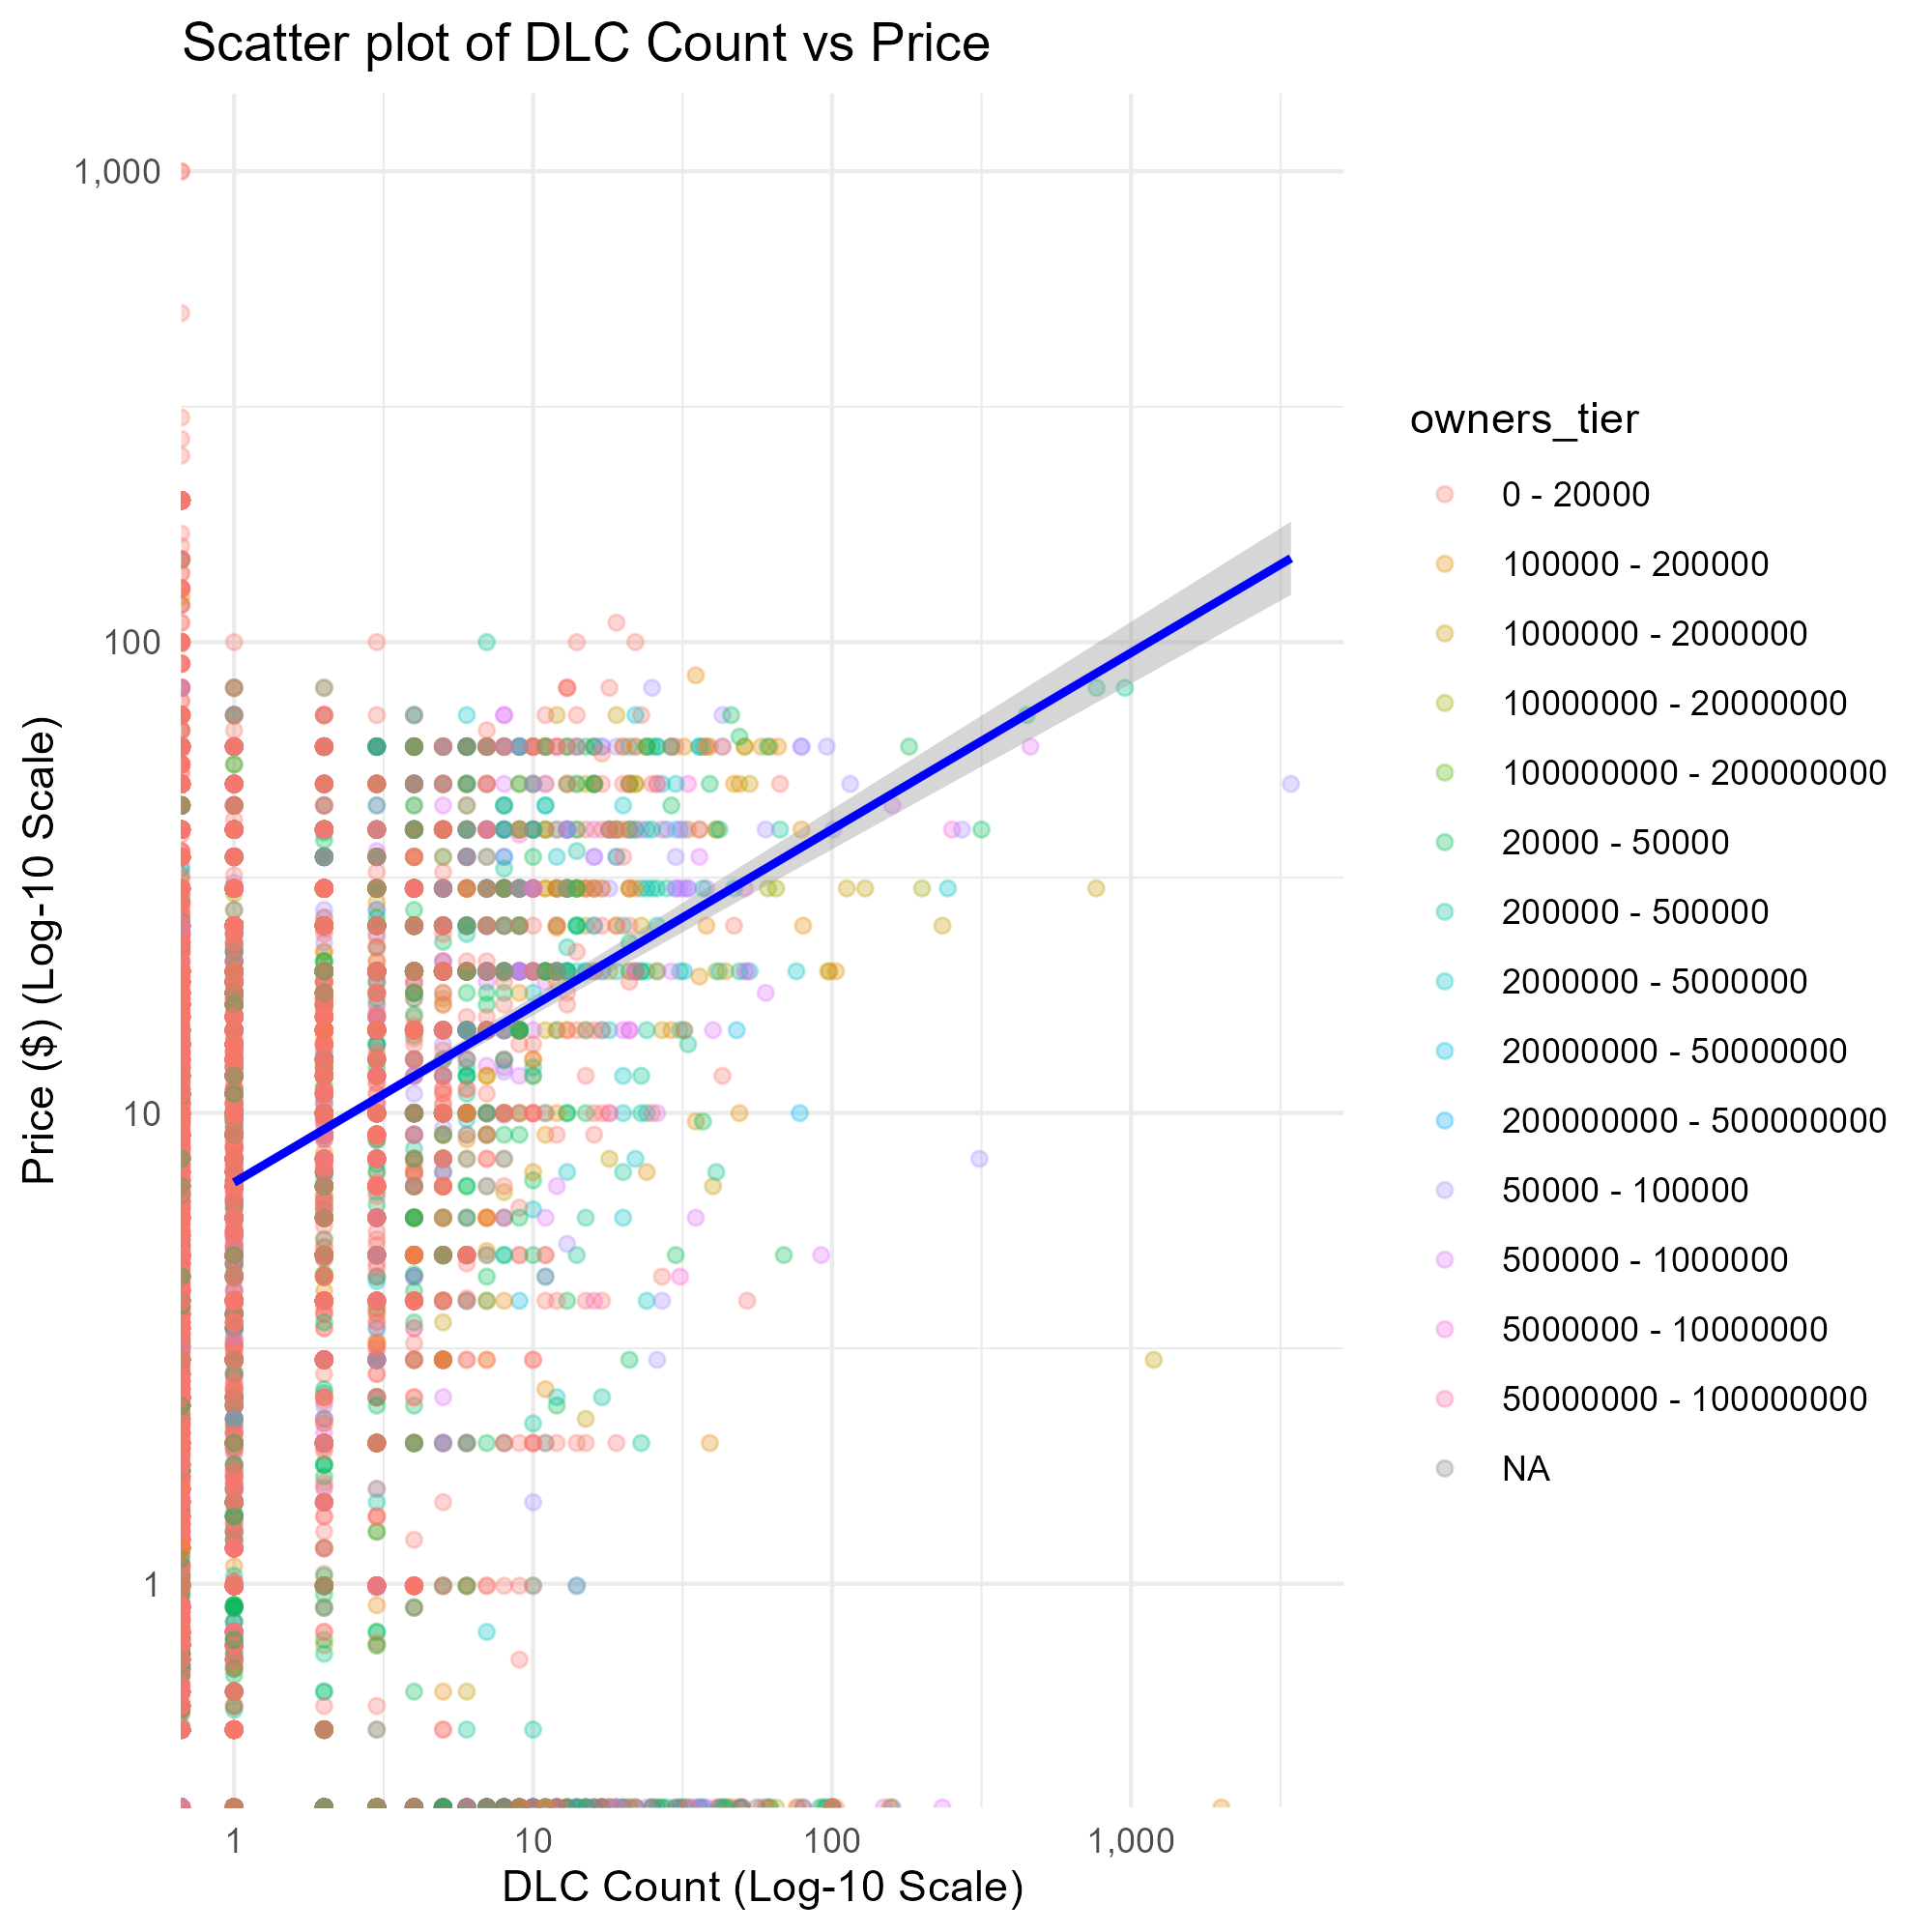 Scatter plot of DLC Count vs Price
Price ($) (Log-10 Scale)
1,000
100
10
1
1
10
100
1,000
DLC Count (Log-10 Scale)
owners_tier
0 - 20000
100000 - 200000
1000000 - 2000000
10000000 - 20000000
100000000 - 200000000
20000 - 50000
200000 - 500000
2000000 - 5000000
20000000 - 50000000
200000000 - 500000000
50000 - 100000
500000 - 1000000
5000000 - 10000000
50000000 - 100000000
NA